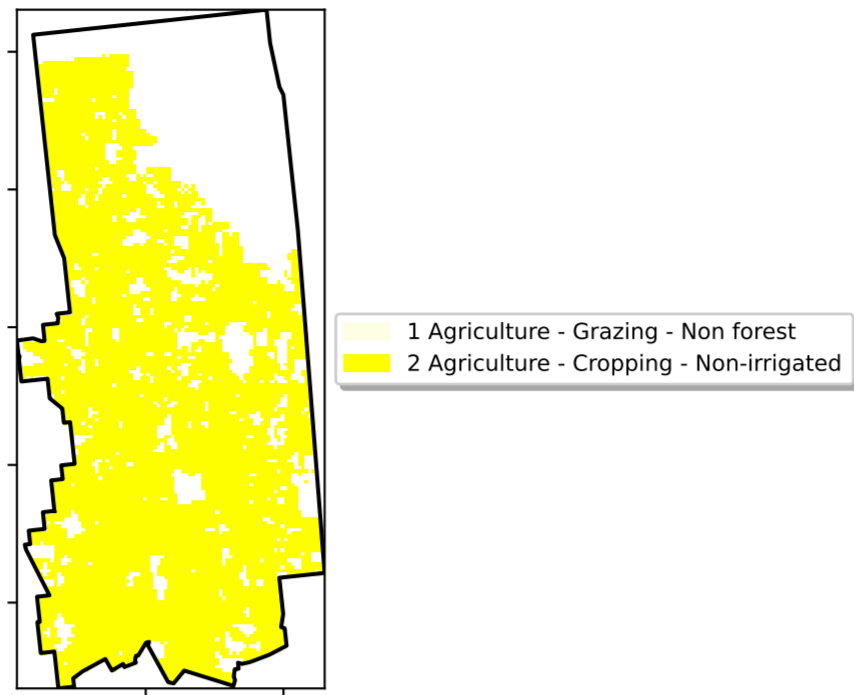 1 Agriculture - Grazing - Non forest
2 Agriculture - Cropping - Non-irrigated